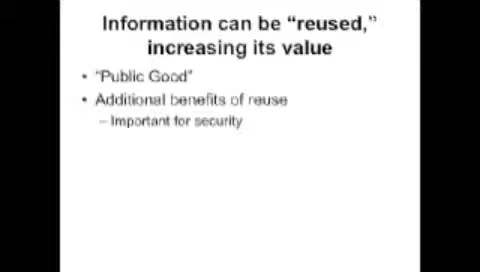 Information can be “reused,”
increasing its value
• “Public Good”
• Additional benefits of reuse
– Important for security